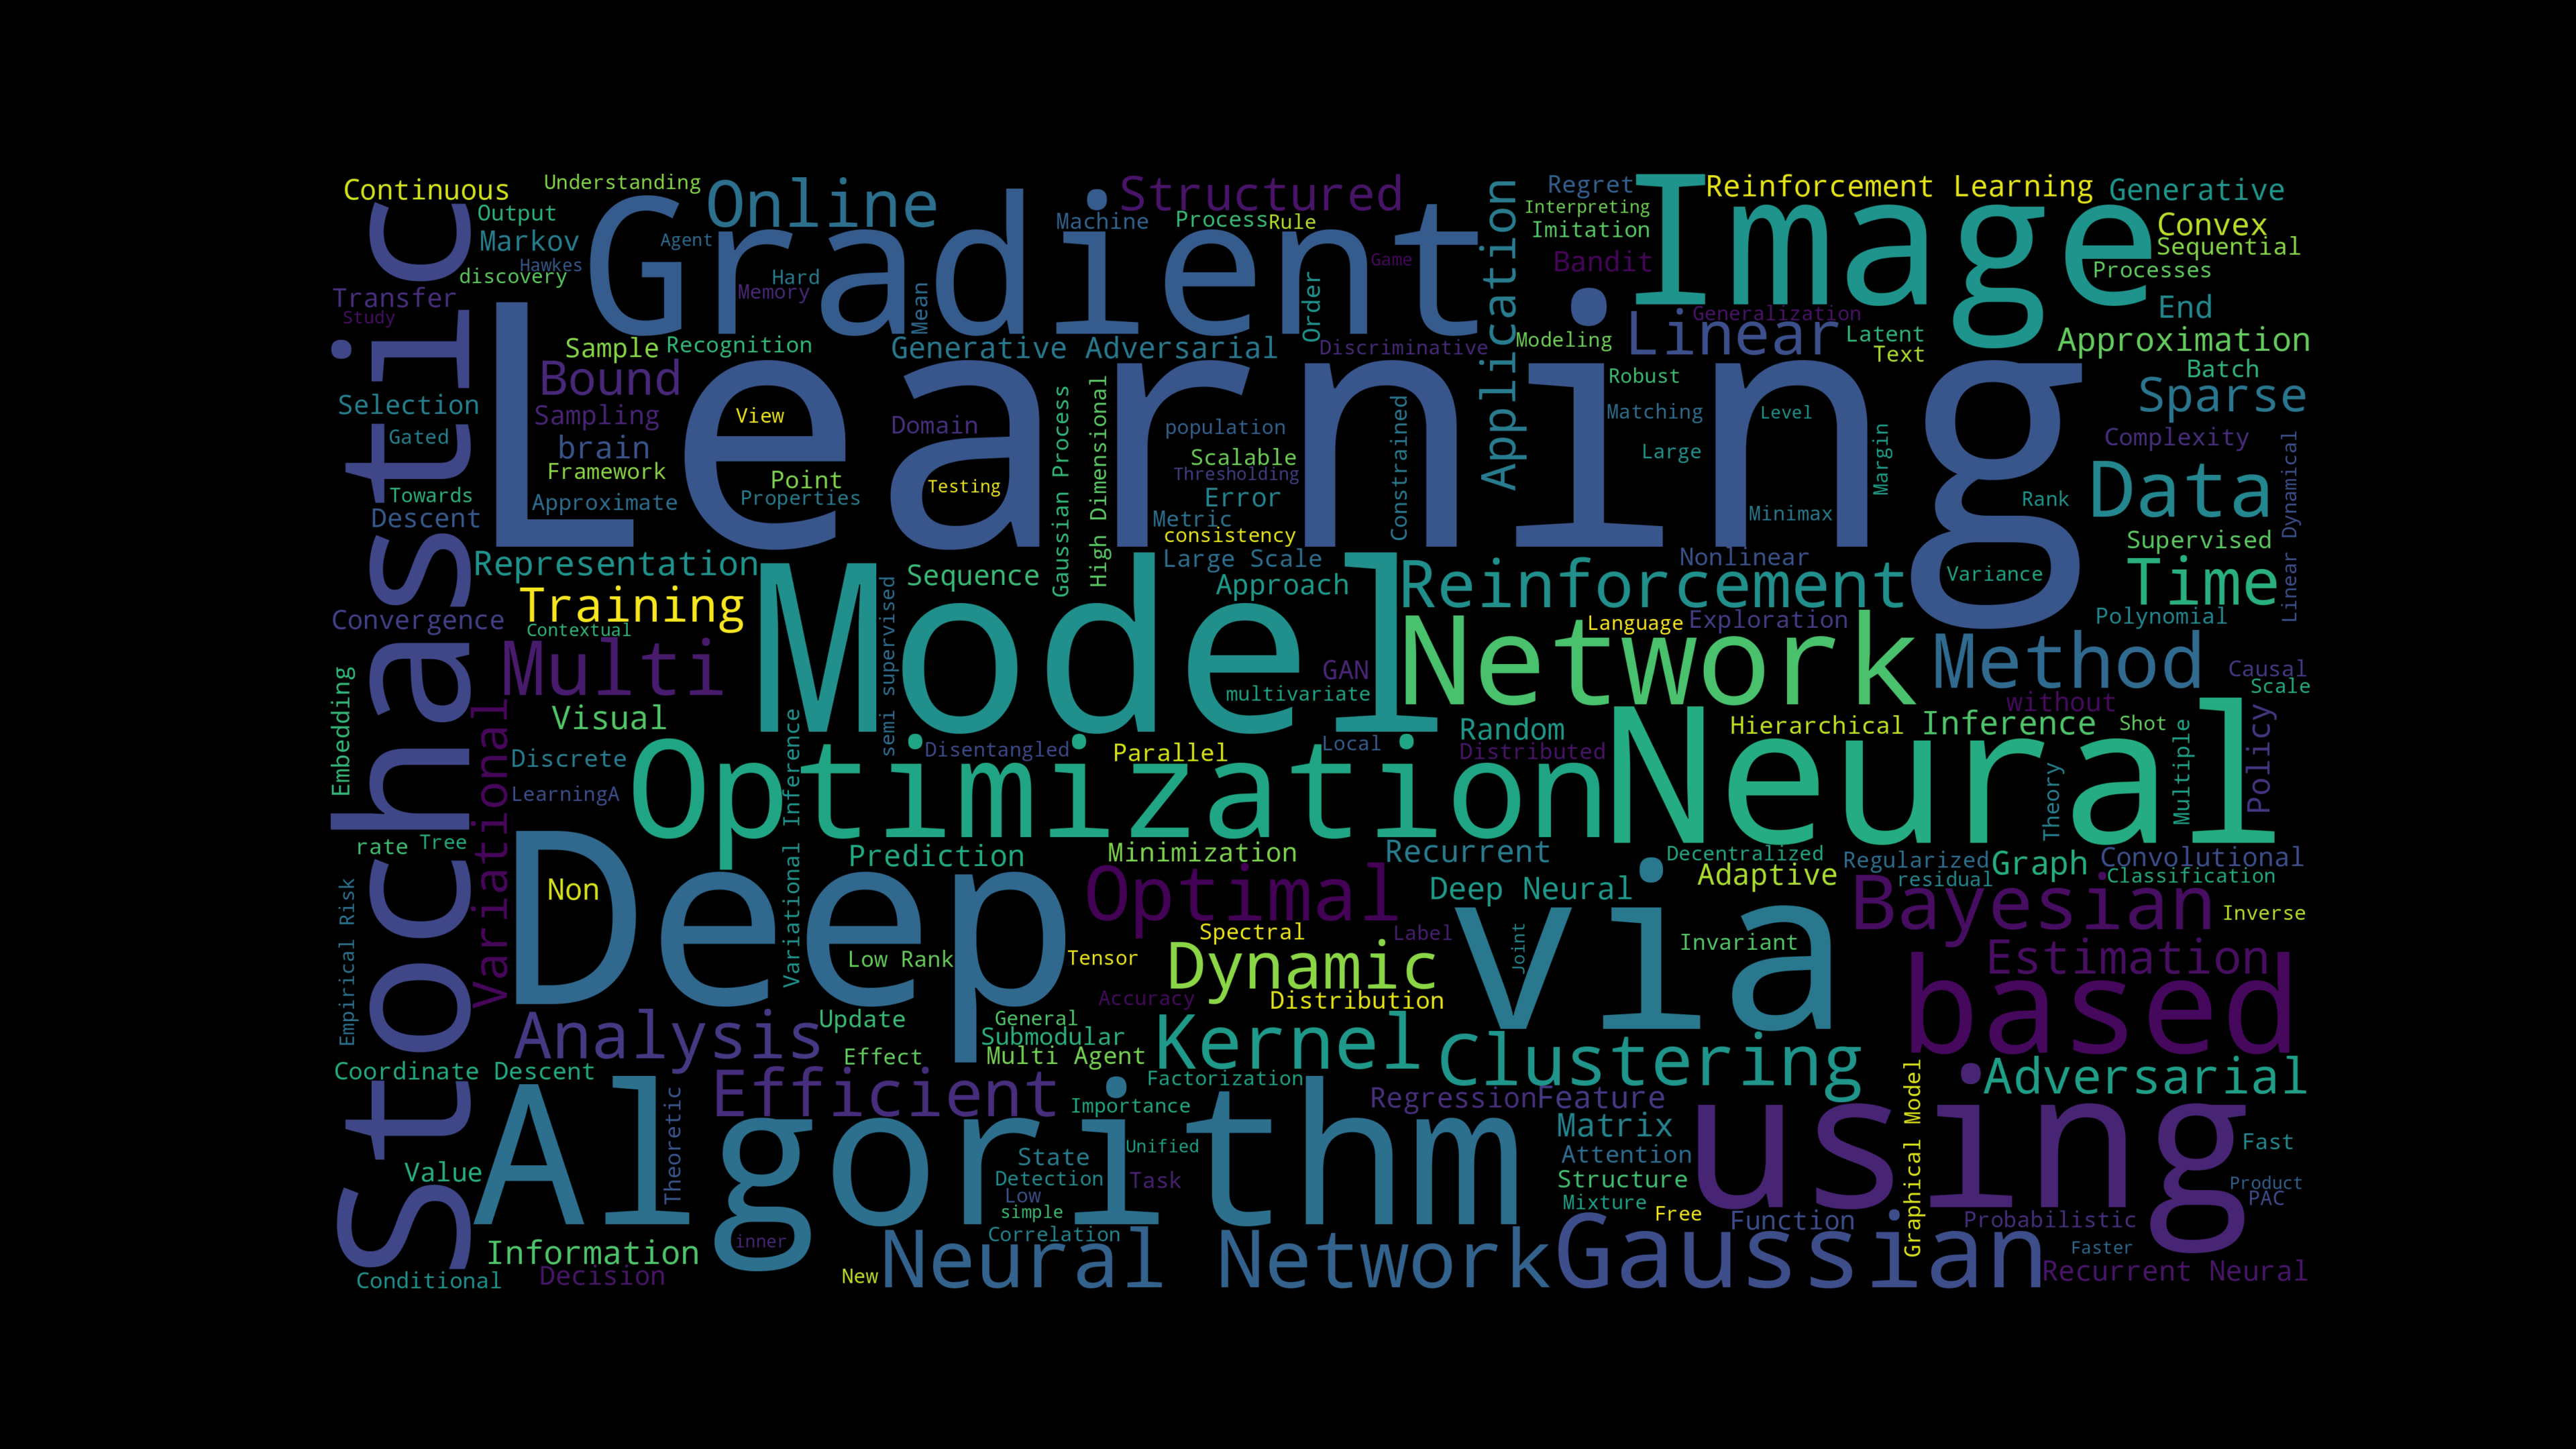 Continuous
Understanding
Online
Structured
Application
Regret
Image
Reinforcement Learning
Generative
Output
Gradient
Machine
Process
Rule
Interpreting
Convex
Markov
Agent
Imitation
Sequential
Hawkes
discovery
Hard
Game
Bandit
Processes
Transfer
Memory
Mean
Order
Study
Generalization
End
Stochastic
Learning
Linear
Latent
Approximation
Sample
Recognition
Generative Adversarial
Discriminative
Modeling
Text
Bound
Robust
Batch
Selection
Sampling
View
Domain
Gaussian Process
High Dimensional
population
Constrained
Matching
Level
Sparse
Gated
brain
Scalable
Large
Margin
Complexity
Linear Dynamical
Framework
Point
Thresholding
Towards
Approximate
Properties
Testing
Error
Rank
Data
Descent
Metric
Minimax
consistency
Supervised
Representation
Model
Sequence
Large Scale
Nonlinear
Training
Approach
Reinforcement
Variance
Time
Convergence
Contextual
semi supervised
Language
Exploration
Polynomial
Multi
GAN
Network
Method
Causal
Embedding
multivariate
Scale
Visual
without
Variational
Random
Hierarchical
Inference
Shot
Discrete
Variational Inference
Disentangled
Parallel
Local
Distributed
Neural
Multiple
Policy
LearningA
Optimization
Theory
rate
Tree
Deep
Prediction
Minimization
Recurrent
Decentralized
Regularized
Graph
Convolutional
Non
Optimal
Deep Neural
Adaptive
residual
Classification
Empirical Risk
via
Bayesian
Inverse
Spectral
Label
Joint
Invariant
Low Rank
Tensor
Dynamic
Estimation
Accuracy
Distribution
based
Analysis
Update
General
Submodular
Kernel
Clustering
Effect
Multi Agent
Coordinate Descent
Efficient
Factorization
Adversarial
Algorithm
Theoretic
Importance
Regression
Feature
using
Graphical Model
Matrix
Unified
Fast
State
Attention
Value
Detection
Task
Structure
Product
Low
Mixture
PAC
simple
Free
Function
Probabilistic
Information
inner
Correlation
Neural Network
Gaussian
Faster
Conditional
Decision
New
Recurrent Neural